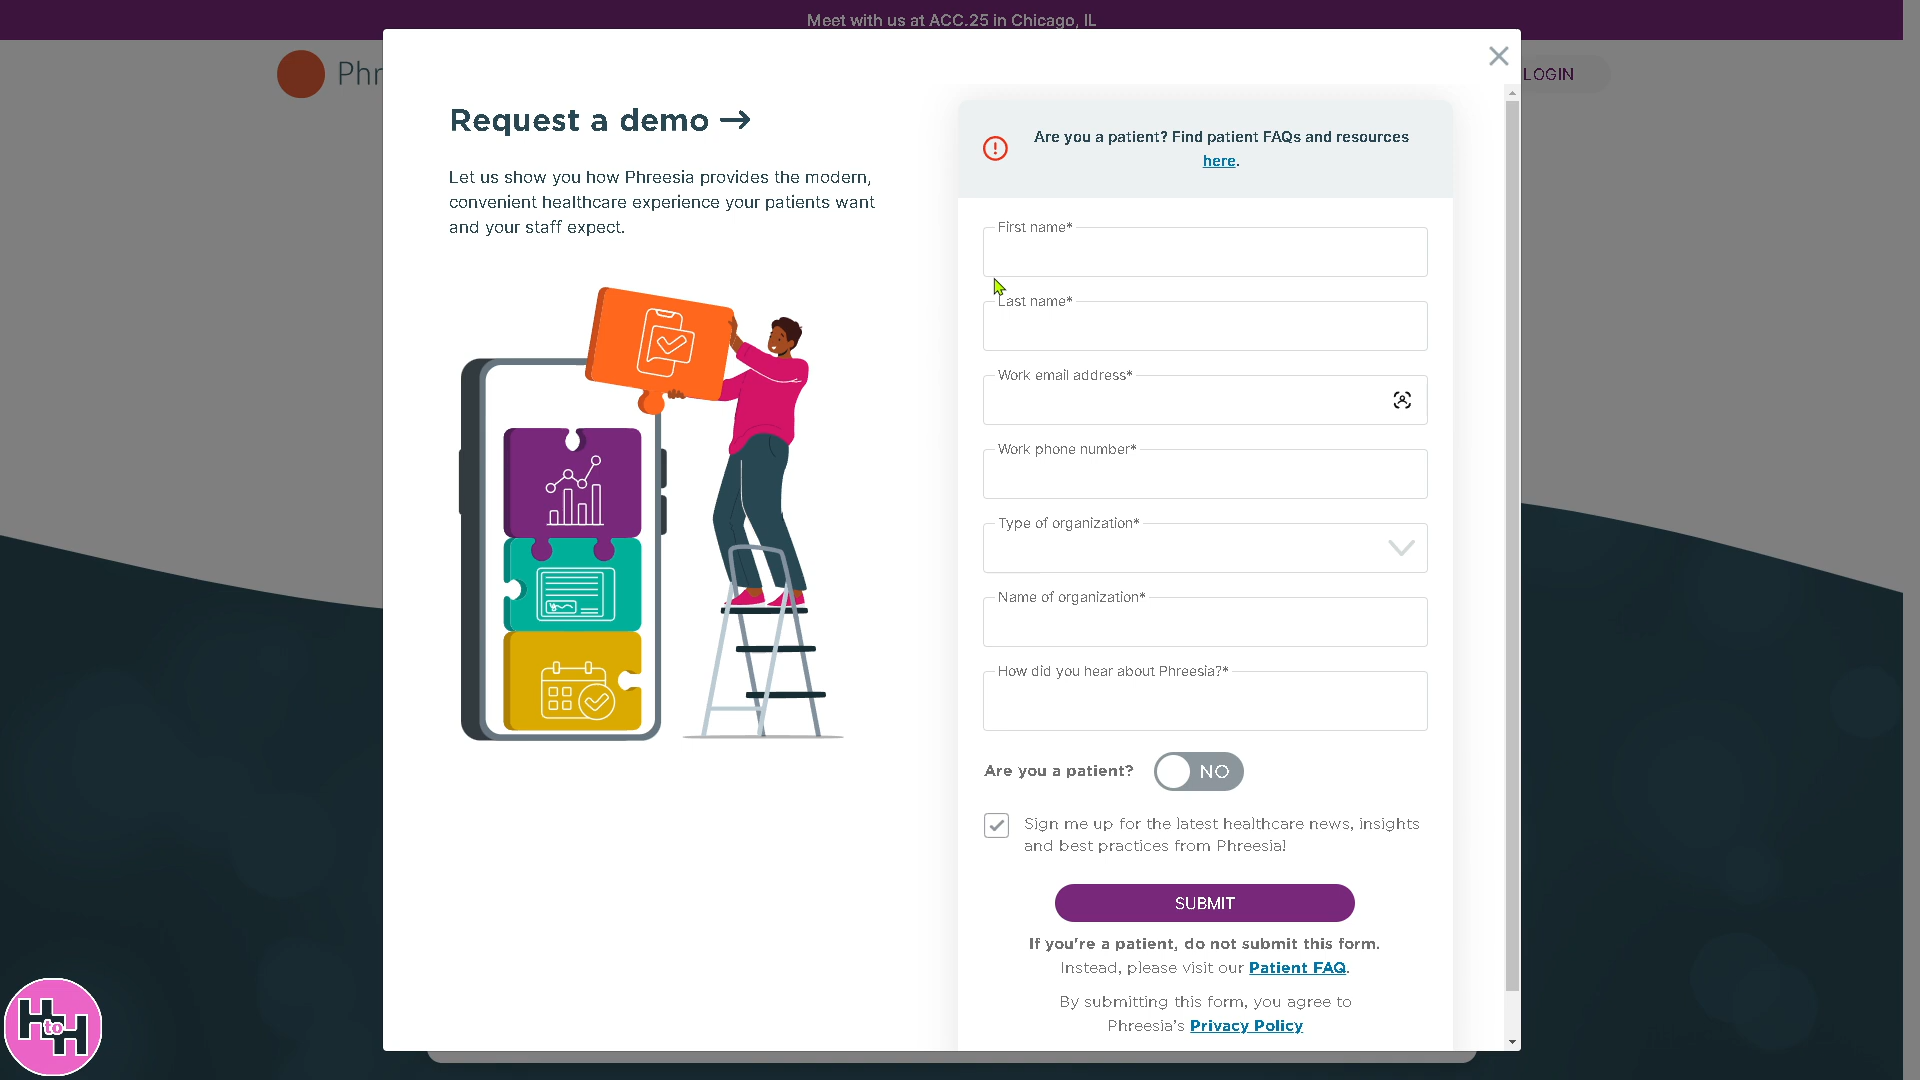 Meet with us at ACC.25 in Chicago, IL
Phr
LOGIN
Request a demo →
Let us show you how Phreesia provides the modern,
convenient healthcare experience your patients want
and your staff expect.
Are you a patient? Find patient FAQs and resources
here.
First name*
Last name*
Work email address*
Work phone number*
Type of organization*
Name of organization*
How did you hear about Phreesia?*
Are you a patient?
NO
Sign me up for the latest healthcare news, insights
and best practices from Phreesia!
SUBMIT
If you're a patient, do not submit this form.
Instead, please visit our Patient FAQ.
By submitting this form, you agree to
Phreesia's Privacy Policy
H to H